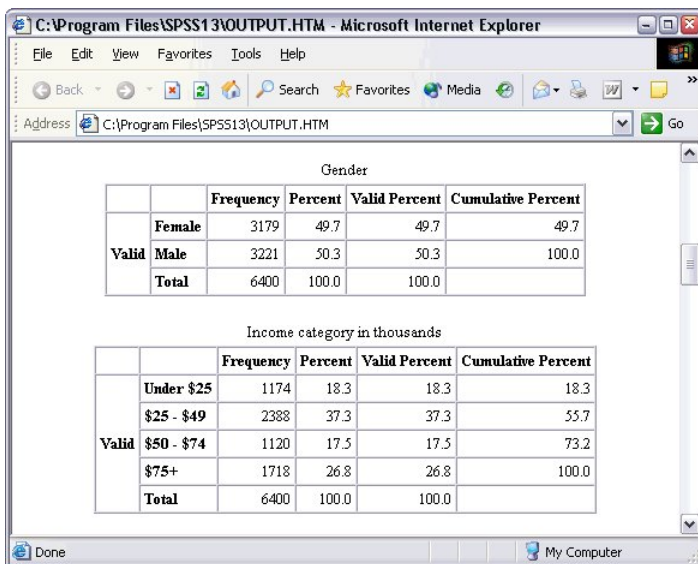 C:\Program Files\SPSS13\OUTPUT.HTM - Microsoft Internet Explorer
File Edit View Favorites Tools Help
Back Search Favorites Media W »
Address C:\Program Files\SPSS13\OUTPUT.HTM Go
Gender
Frequency Percent Valid Percent Cumulative Percent
Female 3179 49.7 49.7 49.7
Valid Male 3221 50.3 50.3 100.0
Total 6400 100.0 100.0
Income category in thousands
Frequency Percent Valid Percent Cumulative Percent
Under $25 1174 18.3 18.3 18.3
$25 - $49 2388 37.3 37.3 55.7
Valid $50 - $74 1120 17.5 17.5 73.2
$75+ 1718 26.8 26.8 100.0
Total 6400 100.0 100.0
Done My Computer